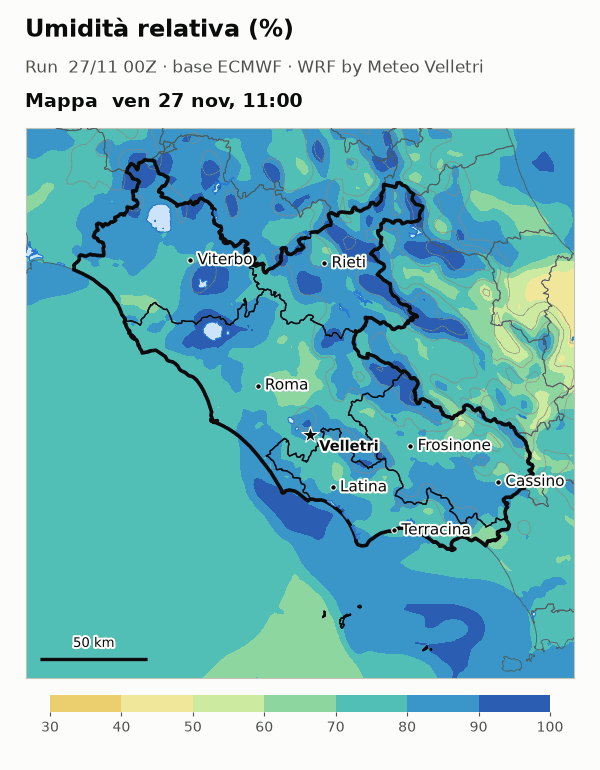 Umidità relativa (%)
Run 27/11 00Z · base ECMWF · WRF by Meteo Velletri
Mappa ven 27 nov, 11:00
Viterbo
Rieti
Roma
Velletri
Frosinone
Cassino
Latina
Terracina
50 km
30 40 50 60 70 80 90 100